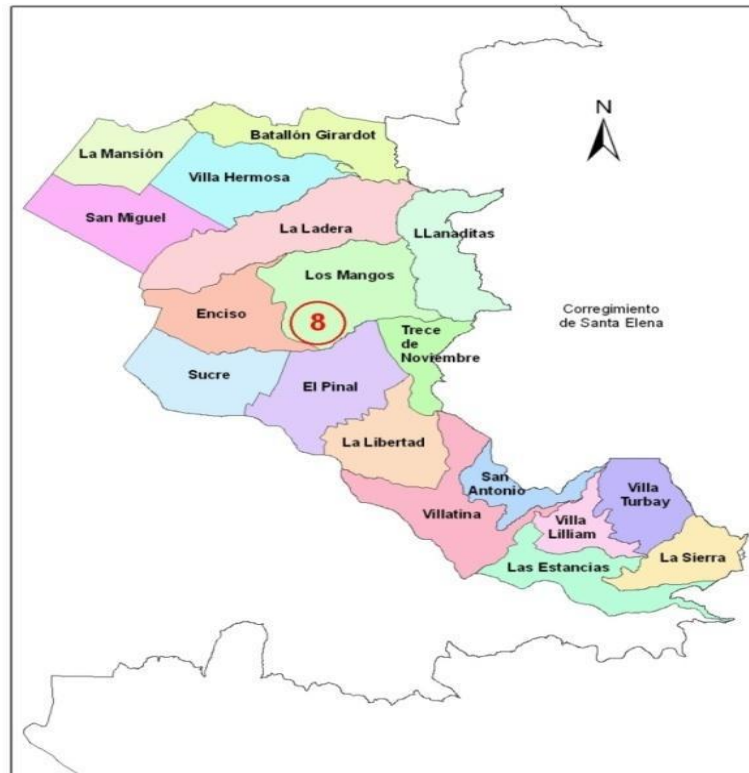 N
Batallón Girardot
La Mansión
Villa Hermosa
San Miguel
La Ladera
LLanaditas
Los Mangos
Enciso
8
Corregimiento
de Santa Elena
Trece
de
Noviembre
Sucre
El Pinal
La Libertad
San
Antonio
Villa
Turbay
Villatina
Villa
Lilliam
La Sierra
Las Estancias